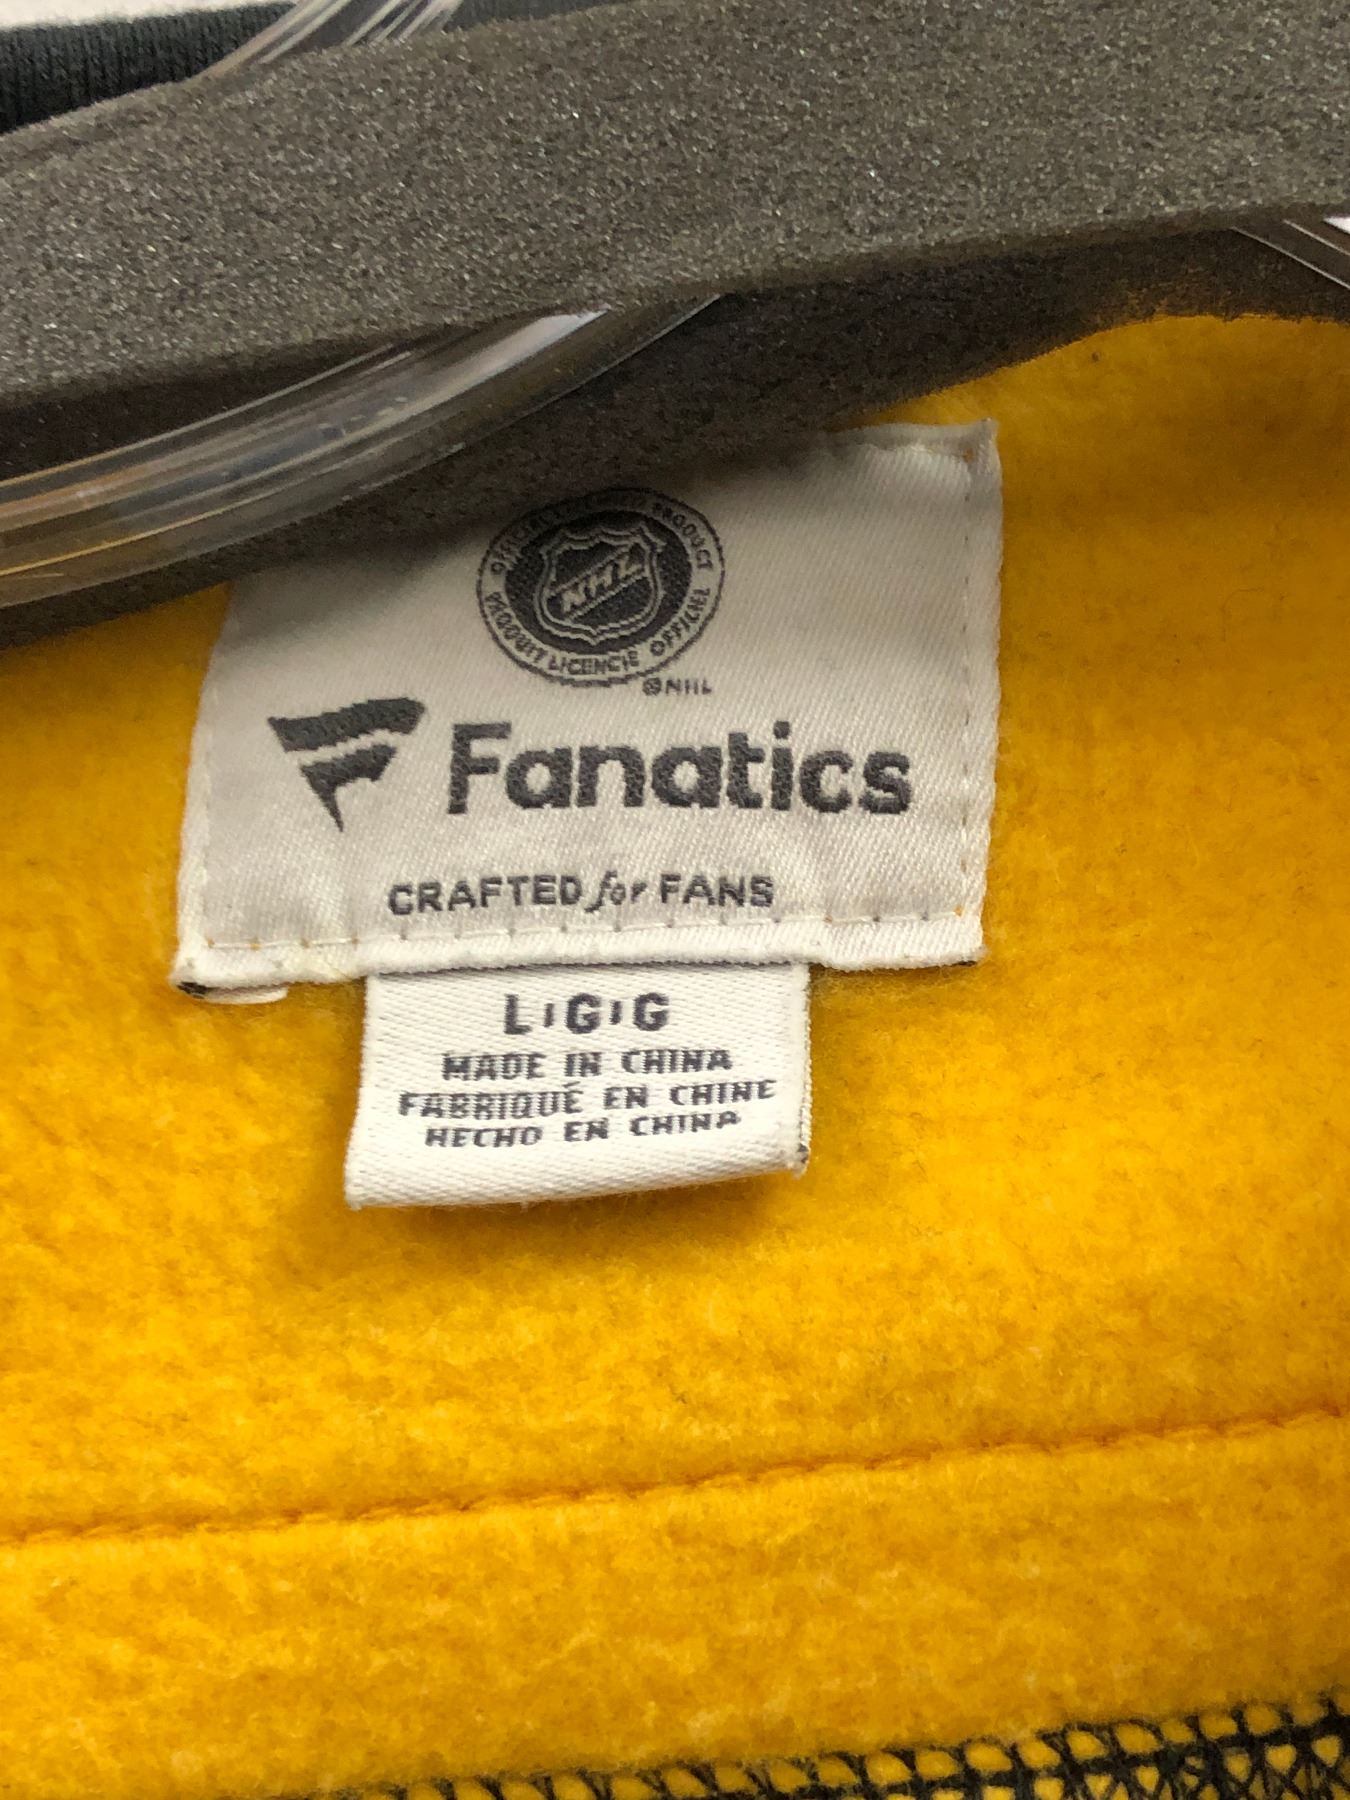 OFFICIAL PRODUCT
NHL
PRODUIT LICENCIÉ OFFICIEL
©NHL
Fanatics
CRAFTED for FANS
L|G|G
MADE IN CHINA
FABRIQUÉ EN CHINE
HECHO EN CHINA